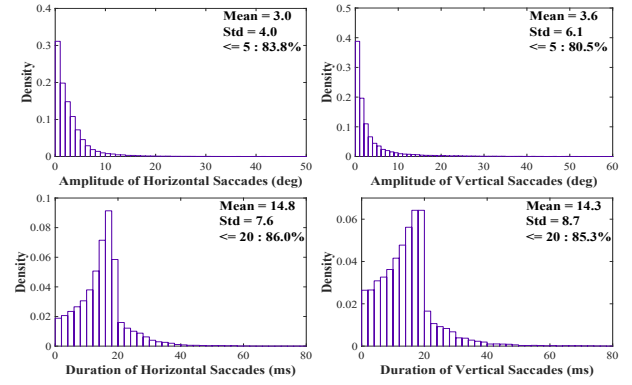 Mean = 3.0
Std = 4.0
<= 5 : 83.8%
0.4
0.3
0.2
0.1
0
Density
0 10 20 30 40 50
Amplitude of Horizontal Saccades (deg)
Mean = 3.6
Std = 6.1
<= 5 : 80.5%
0.5
0.4
0.3
0.2
0.1
0
Density
0 10 20 30 40 50 60
Amplitude of Vertical Saccades (deg)
Mean = 14.8
Std = 7.6
<= 20 : 86.0%
0.1
0.08
0.06
0.04
0.02
0
Density
0 20 40 60 80
Duration of Horizontal Saccades (ms)
Mean = 14.3
Std = 8.7
<= 20 : 85.3%
0.06
0.04
0.02
0
Density
0 20 40 60 80
Duration of Vertical Saccades (ms)